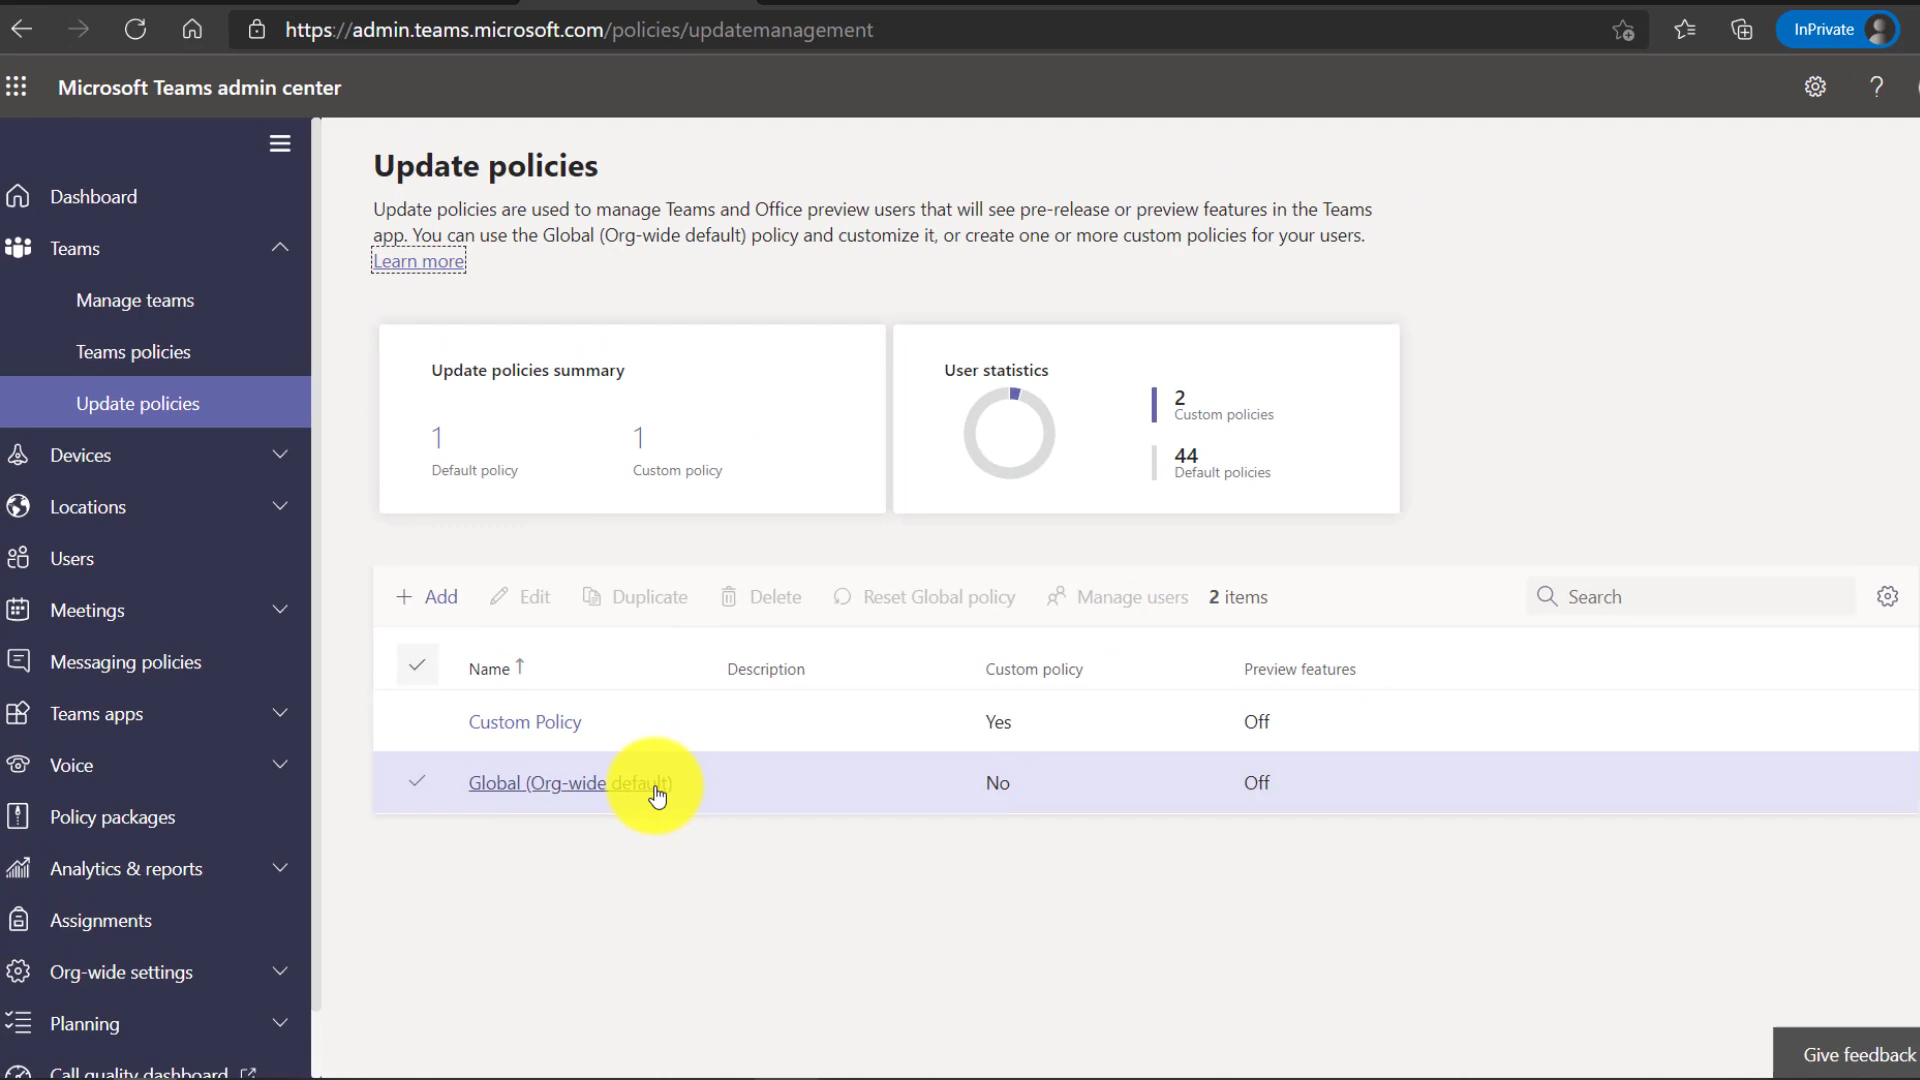 https://admin.teams.microsoft.com/policies/updatemanagement
InPrivate
Microsoft Teams admin center
?
Dashboard
Teams
Manage teams
Teams policies
Update policies
Devices
Locations
Users
Meetings
Messaging policies
Teams apps
Voice
Policy packages
Analytics & reports
Assignments
Org-wide settings
Planning
Call quality dashboard
Update policies
Update policies are used to manage Teams and Office preview users that will see pre-release or preview features in the Teams
app. You can use the Global (Org-wide default) policy and customize it, or create one or more custom policies for your users.
Learn more
Update policies summary
1
Default policy
1
Custom policy
User statistics
2
Custom policies
44
Default policies
+ Add Edit Duplicate Delete Reset Global policy Manage users 2 items Search
Name ↑ Description Custom policy Preview features
Custom Policy Yes Off
Global (Org-wide default) No Off
Give feedback